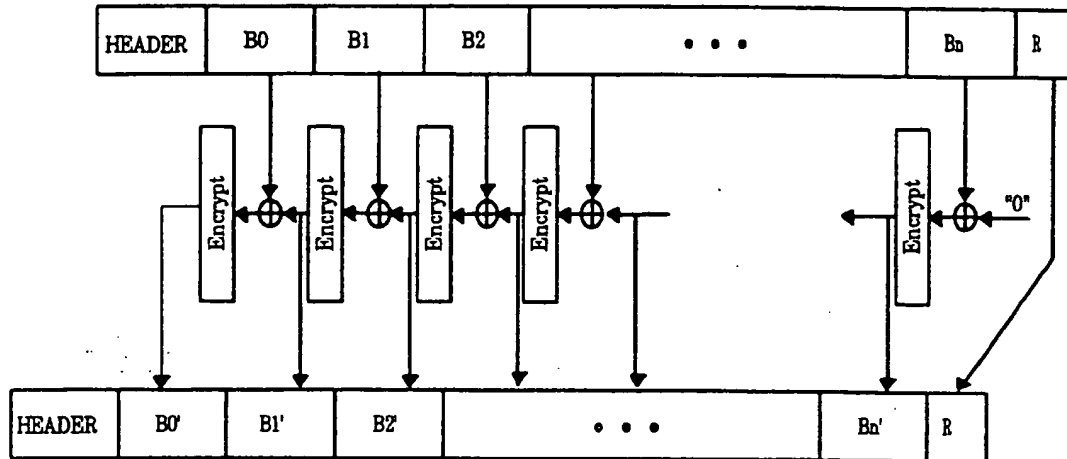 HEADER B0 B1 B2 • • • Bn R
Encrypt Encrypt Encrypt Encrypt Encrypt "0"
HEADER B0' B1' B2' • • • Bn' R